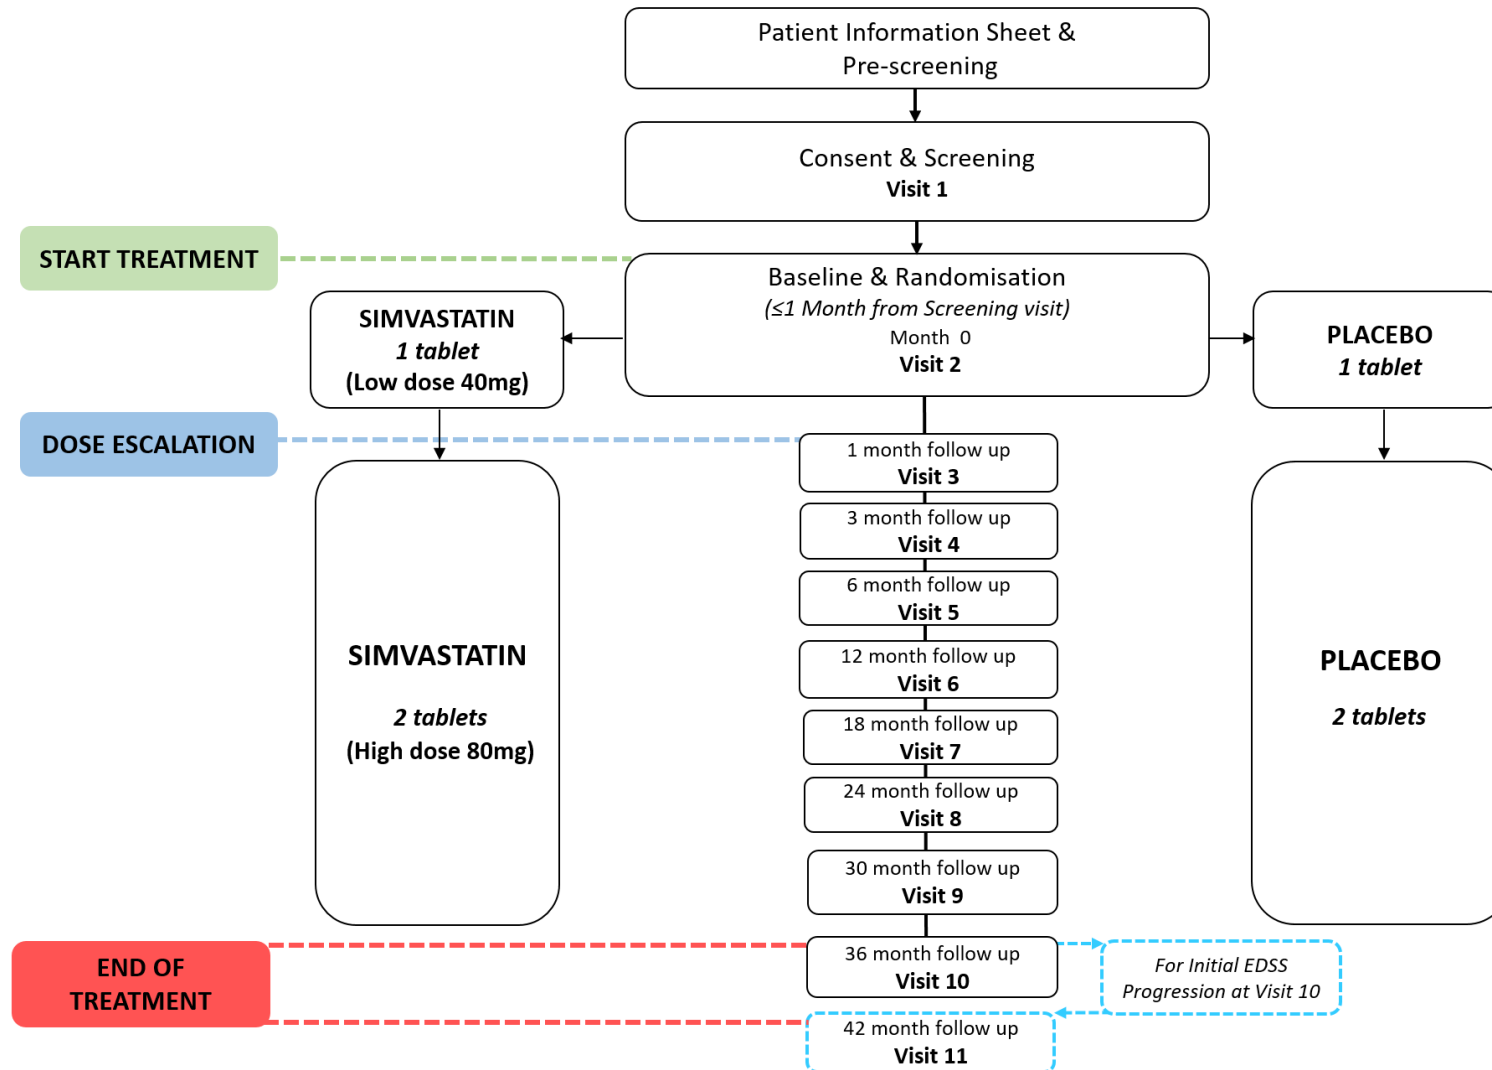 Patient Information Sheet &
Pre-screening
Consent & Screening
Visit 1
START TREATMENT
Baseline & Randomisation
(≤1 Month from Screening visit)
Month 0
Visit 2
SIMVASTATIN
1 tablet
(Low dose 40mg)
PLACEBO
1 tablet
DOSE ESCALATION
1 month follow up
Visit 3
3 month follow up
Visit 4
6 month follow up
Visit 5
12 month follow up
Visit 6
18 month follow up
Visit 7
24 month follow up
Visit 8
30 month follow up
Visit 9
SIMVASTATIN
2 tablets
(High dose 80mg)
PLACEBO
2 tablets
END OF
TREATMENT
36 month follow up
Visit 10
For Initial EDSS
Progression at Visit 10
42 month follow up
Visit 11